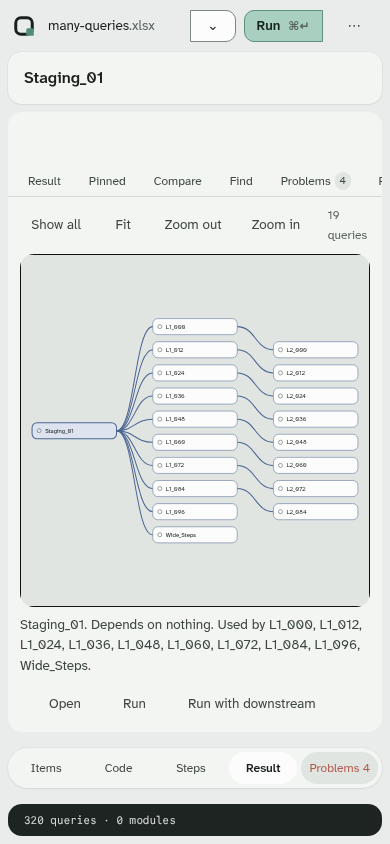 many-queries.xlsx
Run ⌘↵
···
Staging_01
Result Pinned Compare Find Problems 4
Show all Fit Zoom out Zoom in 19 queries
L1_000
L1_012 L2_000
L1_024 L2_012
L1_036 L2_024
L1_048 L2_036
Staging_01
L1_060 L2_048
L1_072 L2_060
L1_084 L2_072
L1_096 L2_084
Wide_Steps
Staging_01. Depends on nothing. Used by L1_000, L1_012,
L1_024, L1_036, L1_048, L1_060, L1_072, L1_084, L1_096,
Wide_Steps.
Open Run Run with downstream
Items Code Steps Result Problems 4
320 queries · 0 modules